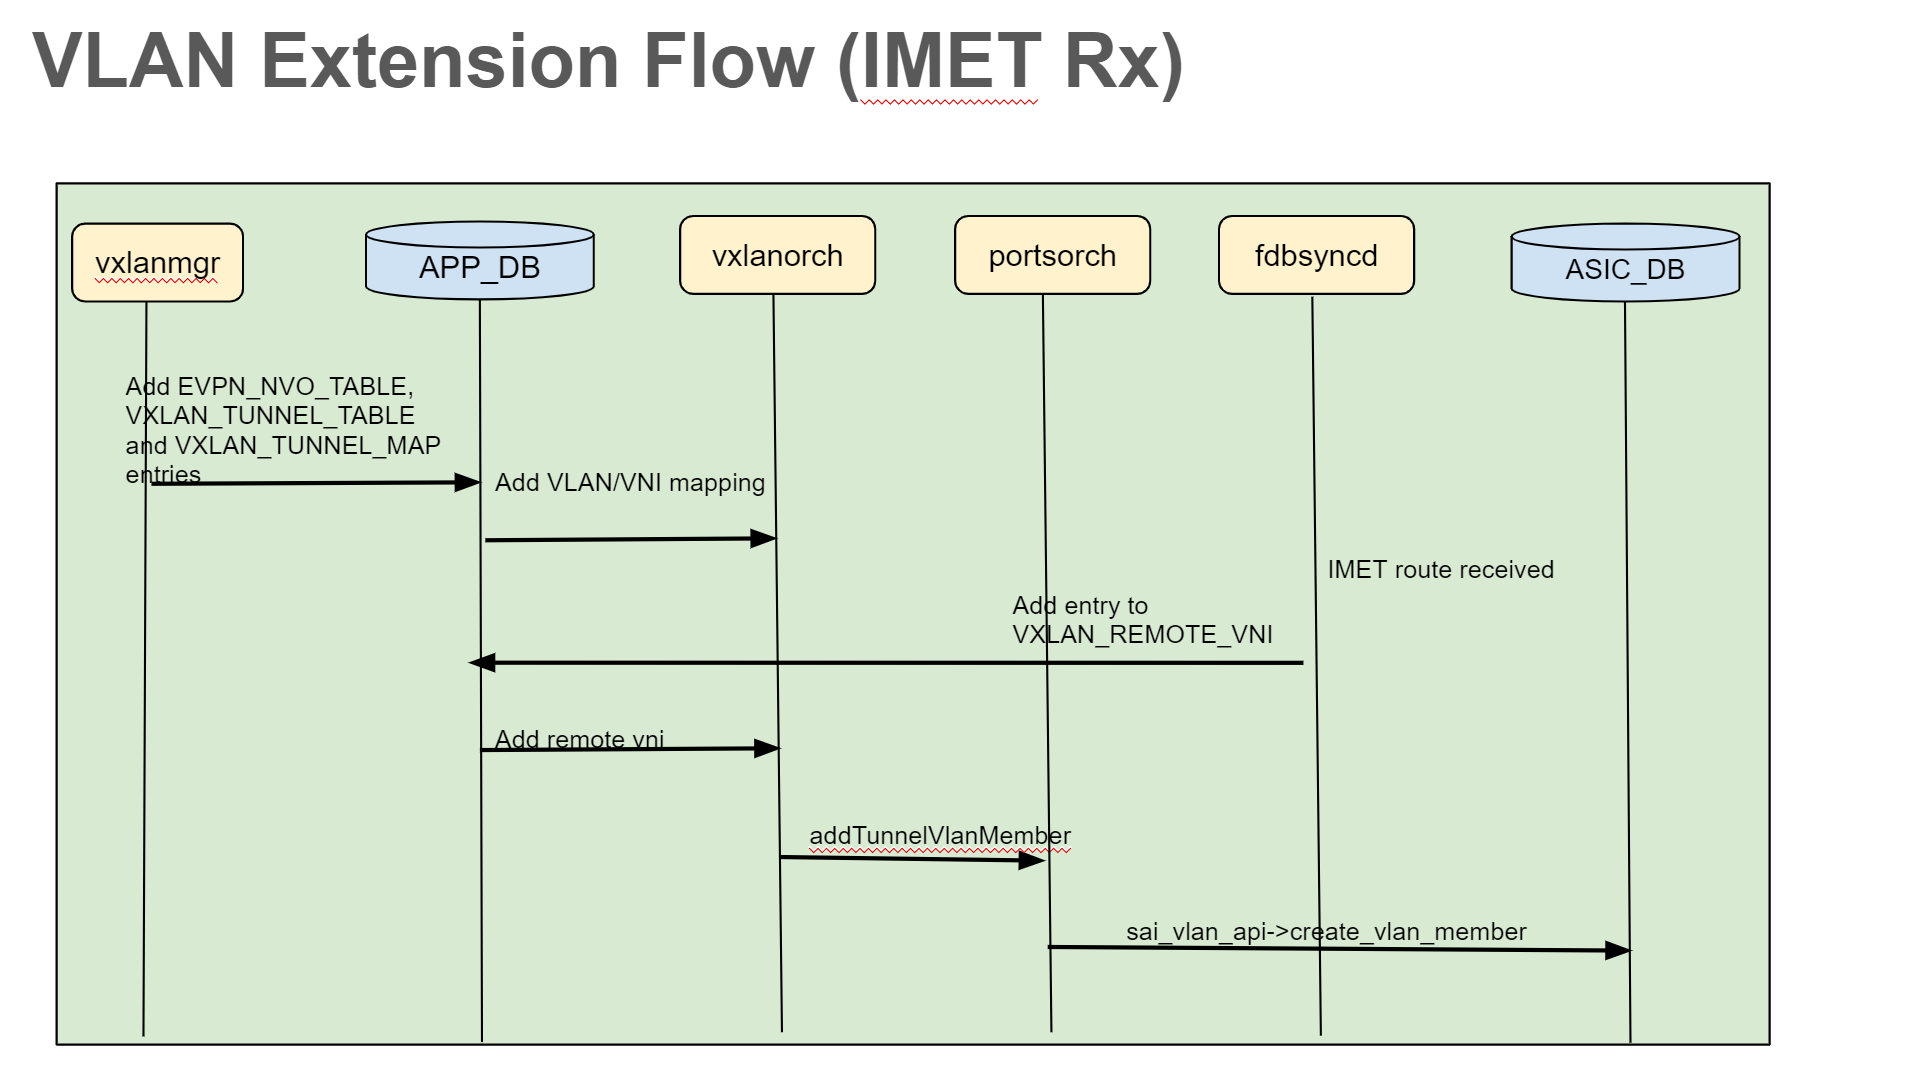 VLAN Extension Flow (IMET Rx)
vxlanmgr
APP_DB
vxlanorch
portsorch
fdbsyncd
ASIC_DB
Add EVPN_NVO_TABLE,
VXLAN_TUNNEL_TABLE
and VXLAN_TUNNEL_MAP
entries
Add VLAN/VNI mapping
IMET route received
Add entry to
VXLAN_REMOTE_VNI
Add remote vni
addTunnelVlanMember
sai_vlan_api->create_vlan_member